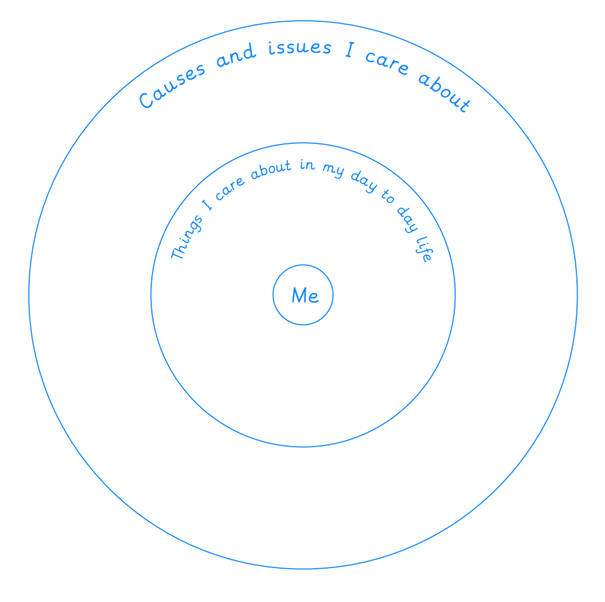 Causes and issues I care about
Things I care about in my day to day life
Me